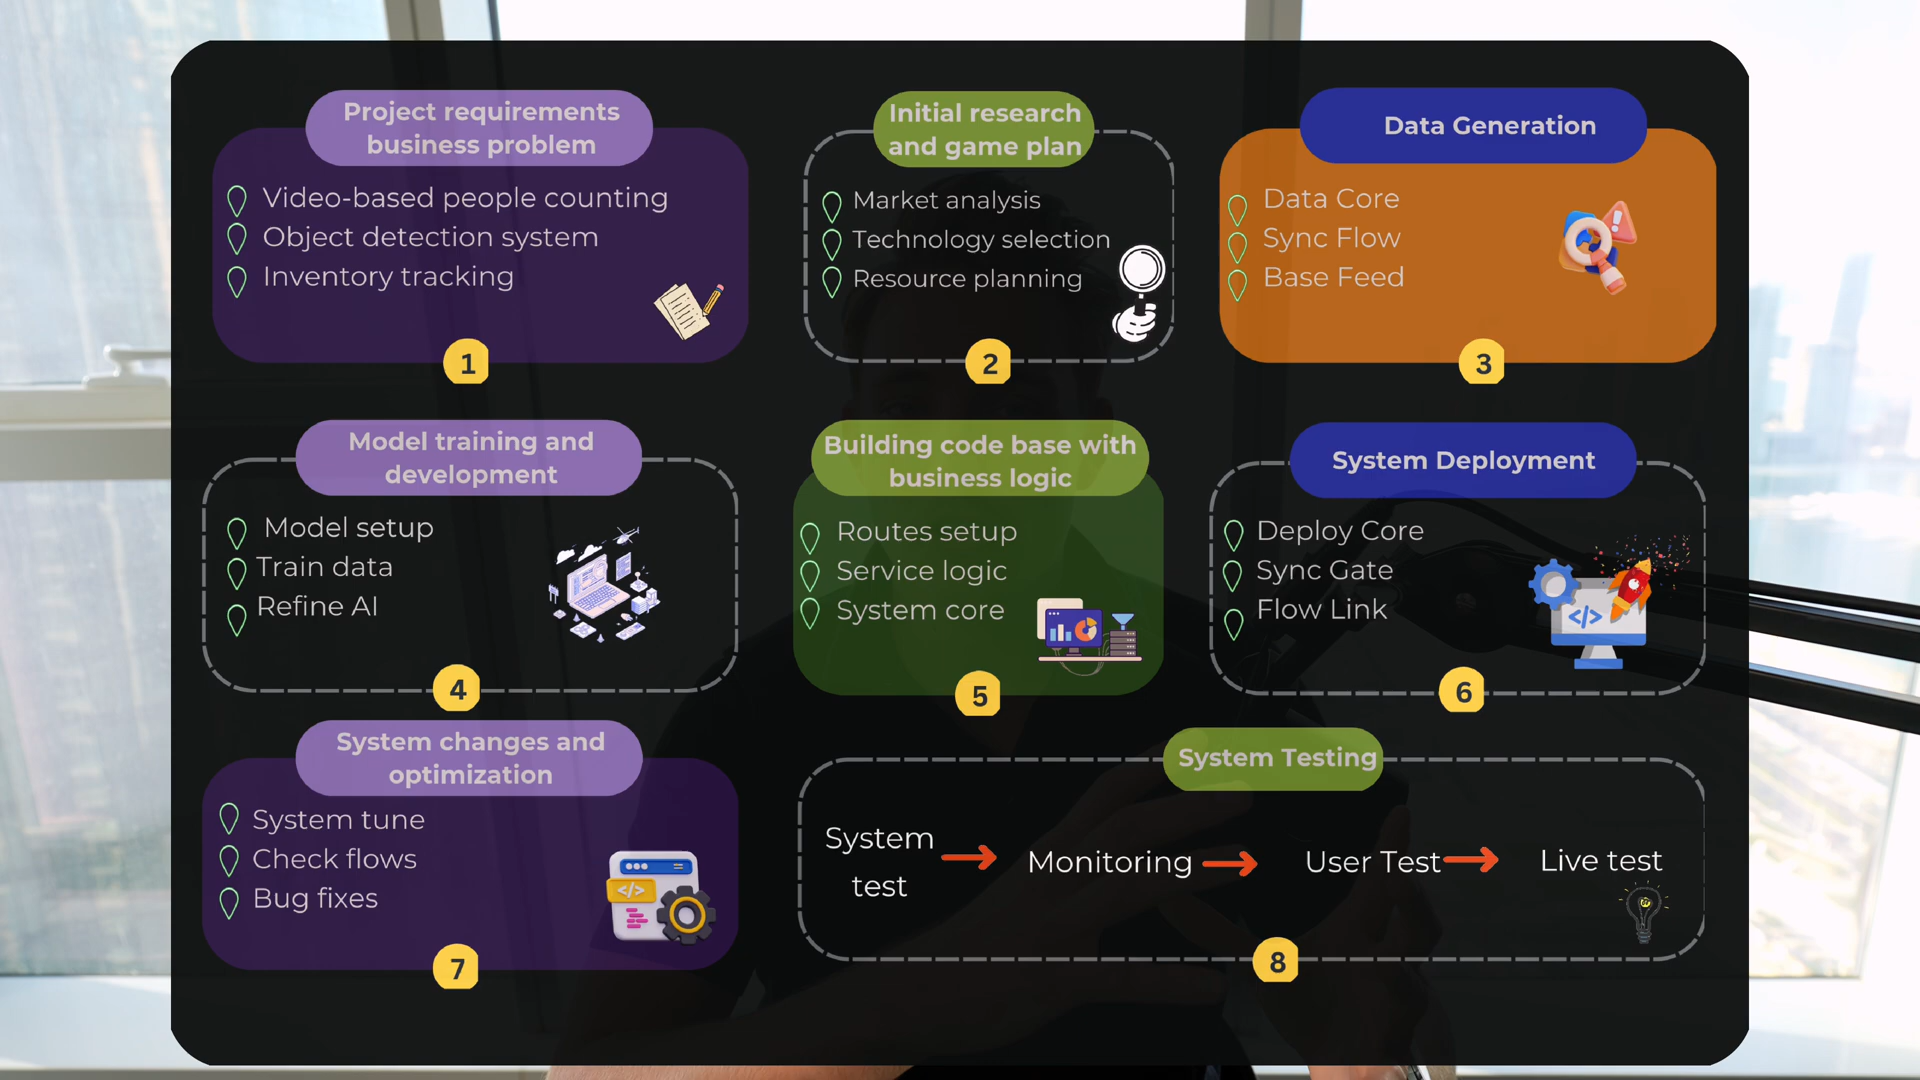 Project requirements
business problem
Video-based people counting
Object detection system
Inventory tracking
1
Initial research
and game plan
Market analysis
Technology selection
Resource planning
2
Data Generation
Data Core
Sync Flow
Base Feed
3
Model training and
development
Model setup
Train data
Refine AI
4
Building code base with
business logic
Routes setup
Service logic
System core
5
System Deployment
Deploy Core
Sync Gate
Flow Link
</>
6
System changes and
optimization
System tune
Check flows
Bug fixes
</>
7
System Testing
System
test
Monitoring
User Test
Live test
8